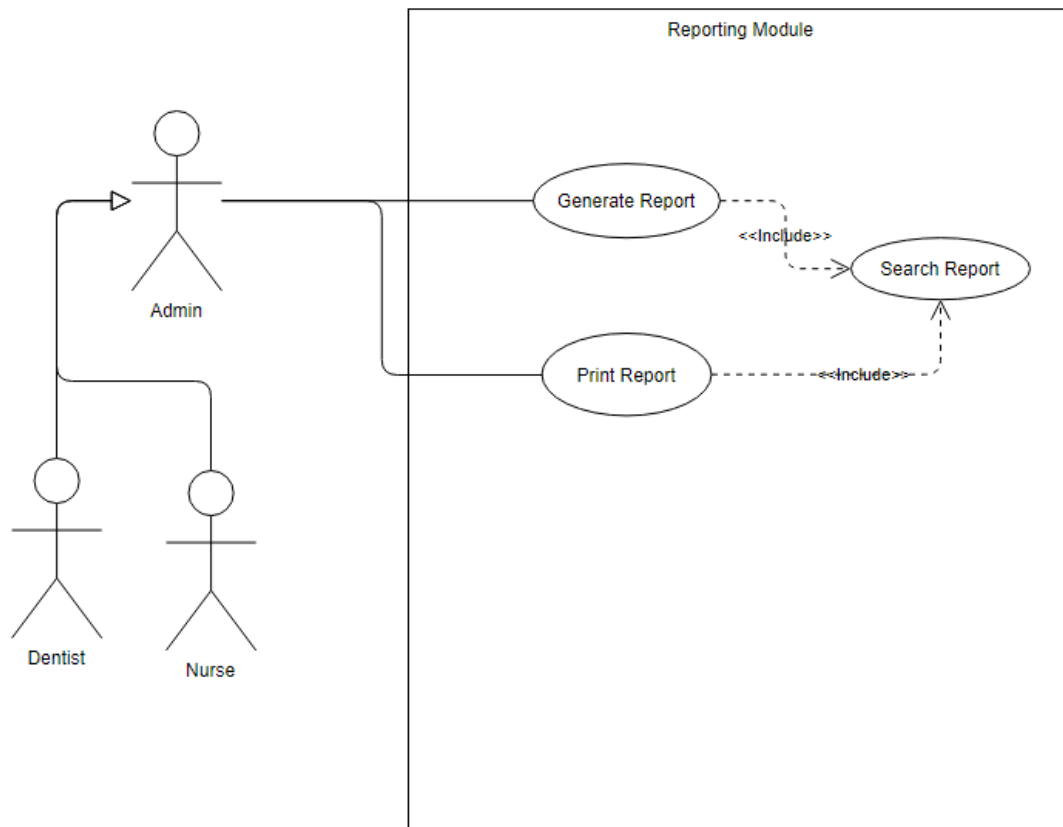 Reporting Module
Generate Report
<<Include>>
Search Report
Admin
Print Report
<<Include>>
Dentist
Nurse